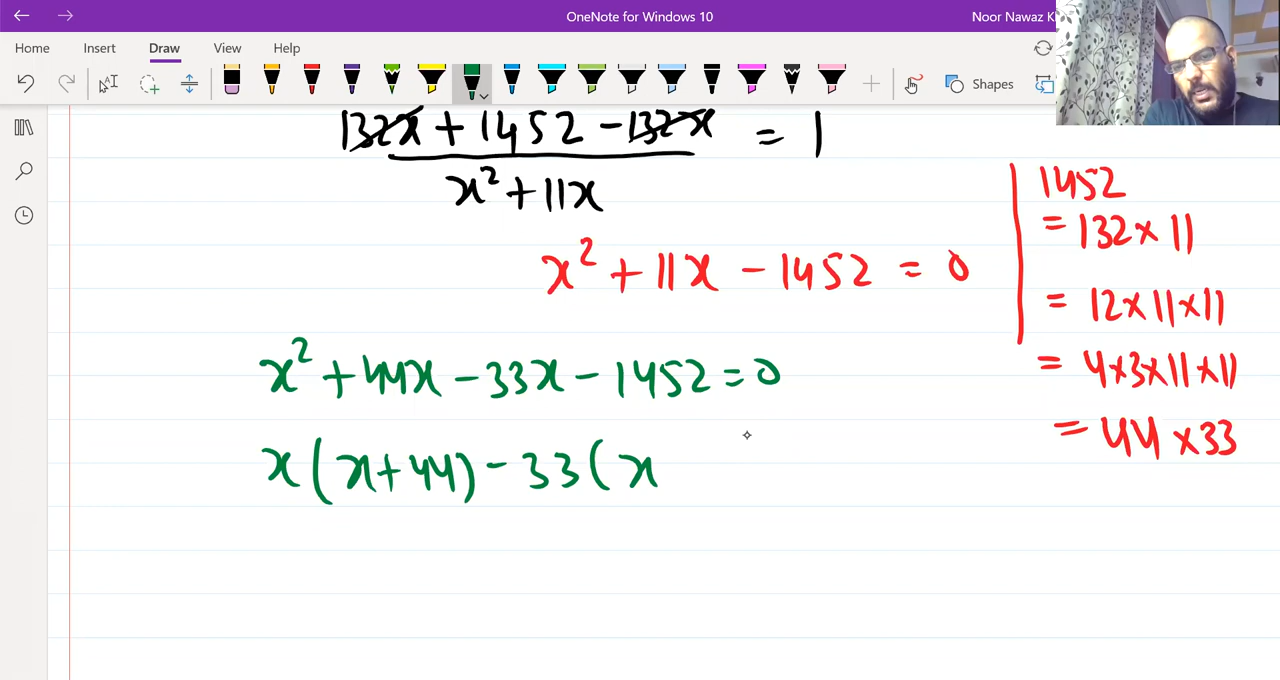 OneNote for Windows 10
Noor Nawaz K
Home Insert Draw View Help
Shapes
132x + 1452 - 132x = 1
x² + 11x
x² + 11x - 1452 = 0
x² + 44x - 33x - 1452 = 0
x(x+44) - 33(x
1452
= 132 × 11
= 12 × 11 × 11
= 4 × 3 × 11 × 11
= 44 × 33